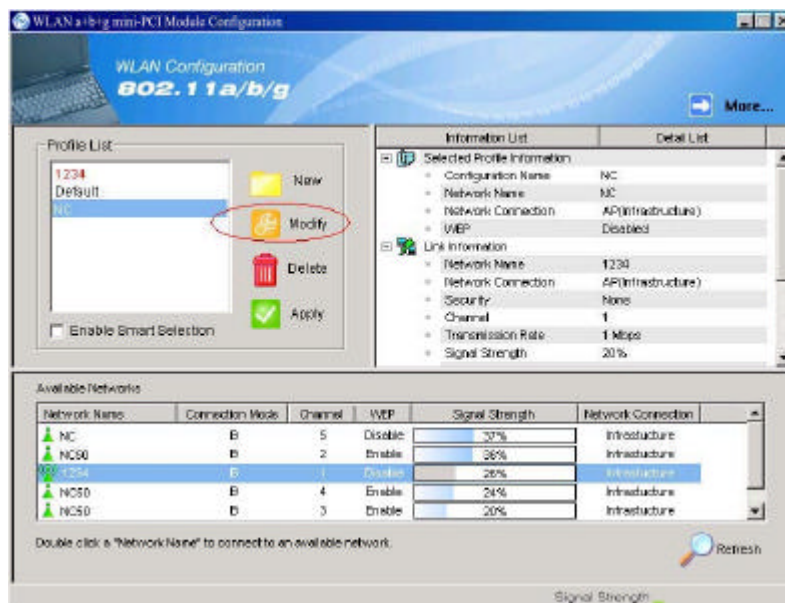 WLAN a+b+g mini-PCI Module Configuration
WLAN Configuration
802.11a/b/g
More...
Profile List
1234
Default
NC
New
Modify
Delete
Apply
Enable Smart Selection
Information List Detail List
Selected Profile Information
Configuration Name NC
Network Name NC
Network Connection AP(Infrastructure)
WEP Disabled
Link Information
Network Name 1234
Network Connection AP(Infrastructure)
Security None
Channel 1
Transmission Rate 1 Mbps
Signal Strength 20%
Available Networks
Network Name Connection Mode Channel WEP Signal Strength Network Connection
NC B 5 Disable 37% Infrastucture
NC50 B 2 Enable 36% Infrastucture
1234 B 1 Disable 26% Infrastucture
NC50 B 4 Enable 24% Infrastucture
NC50 B 3 Enable 20% Infrastucture
Double click a "Network Name" to connect to an available network.
Refresh
Signal Strength